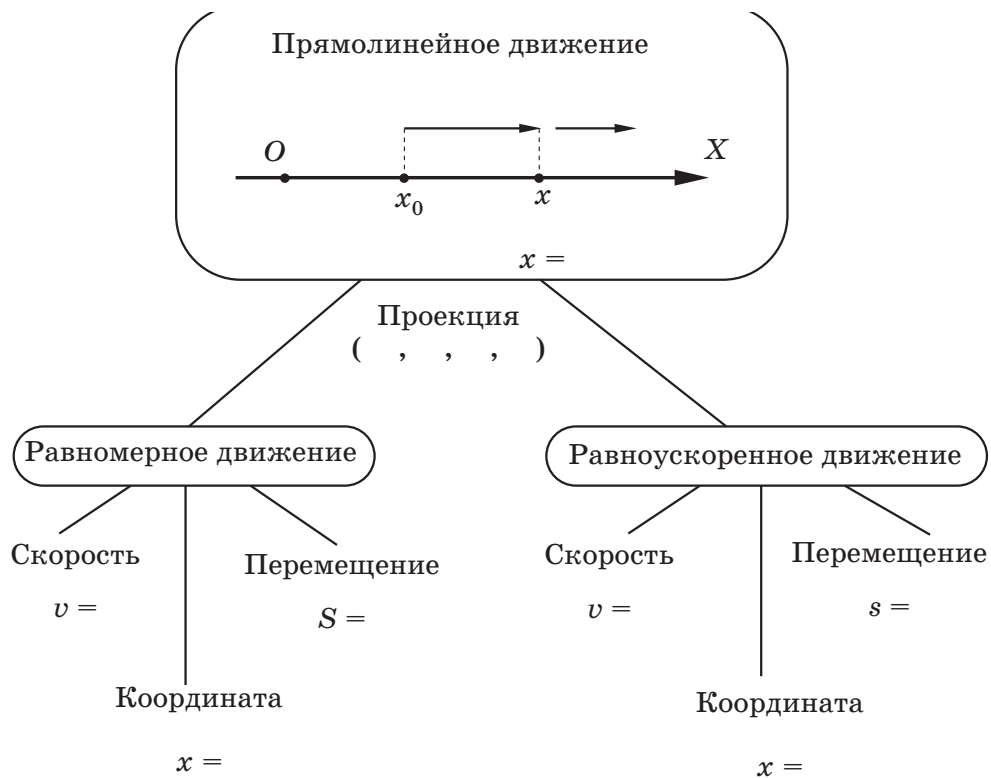 Прямолинейное движение
O
X
x₀
x
x =
Проекция
( , , , )
Равномерное движение
Равноускоренное движение
Скорость
v =
Перемещение
S =
Координата
x =
Скорость
v =
Перемещение
s =
Координата
x =